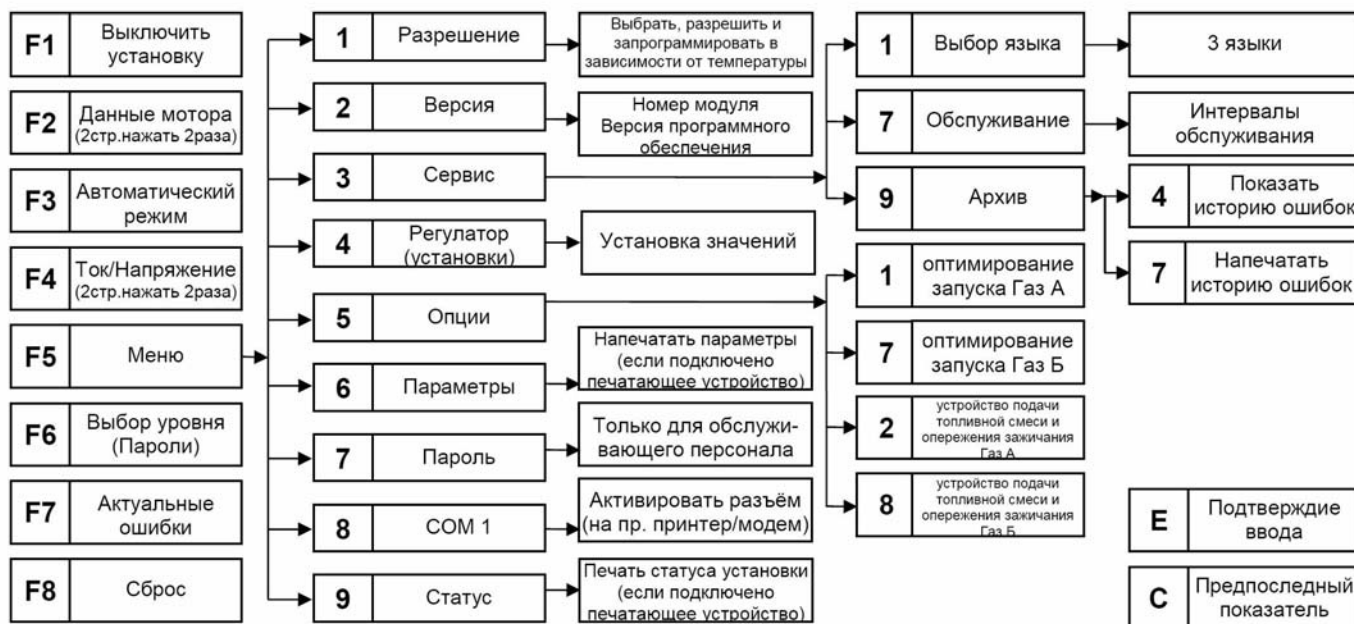 F1
Выключить
установку
F2
Данные мотора
(2стр.нажать 2раза)
F3
Автоматический
режим
F4
Ток/Напряжение
(2стр.нажать 2раза)
F5
Меню
F6
Выбор уровня
(Пароли)
F7
Актуальные
ошибки
F8
Сброс
1
Разрешение
2
Версия
3
Сервис
4
Регулятор
(установки)
5
Опции
6
Параметры
7
Пароль
8
COM 1
9
Статус
Выбрать, разрешить и
запрограммировать в
зависимости от температуры
Номер модуля
Версия программного
обеспечения
Установка значений
Напечатать параметры
(если подключено
печатающее устройство)
Только для обслужи-
вающего персонала
Активировать разъём
(на пр. принтер/модем)
Печать статуса установки
(если подключено
печатающее устройство)
1
Выбор языка
7
Обслуживание
9
Архив
1
оптимирование
запуска Газ А
7
оптимирование
запуска Газ Б
2
устройство подачи
топливной смеси и
опережения зажичания
Газ А
8
устройство подачи
топливной смеси и
опережения зажичания
Газ Б
3 языки
Интервалы
обслуживания
4
Показать
историю ошибок
7
Напечатать
историю ошибок
E
Подтверждие
ввода
C
Предпоследный
показатель